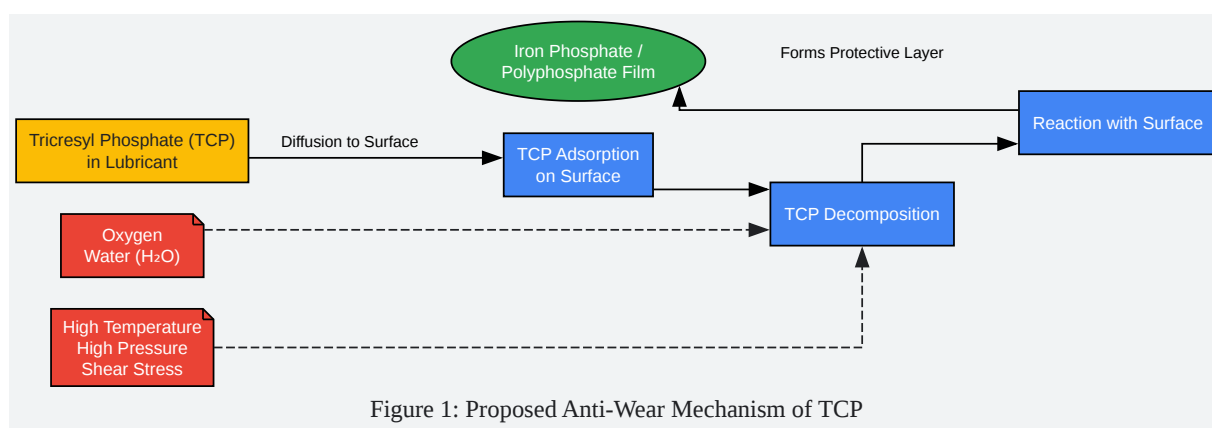 Iron Phosphate /
Polyphosphate Film
Forms Protective Layer
Reaction with Surface
Tricresyl Phosphate (TCP)
in Lubricant
Diffusion to Surface
TCP Adsorption
on Surface
TCP Decomposition
Oxygen
Water (H₂O)
High Temperature
High Pressure
Shear Stress
Figure 1: Proposed Anti-Wear Mechanism of TCP